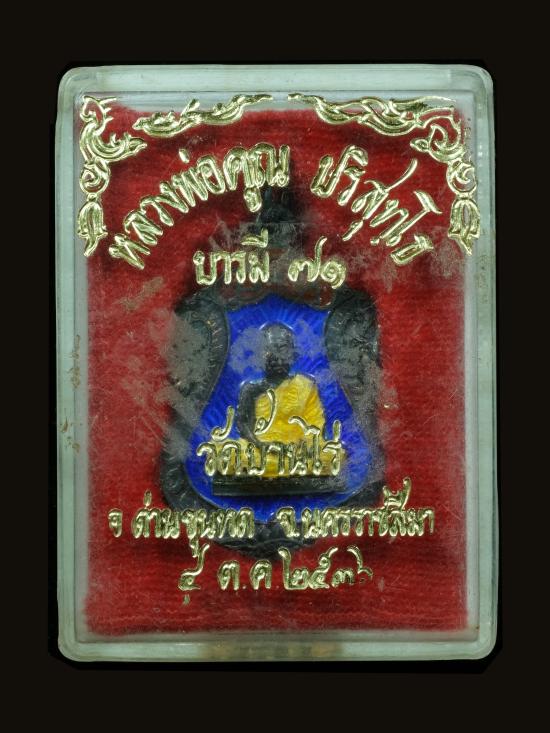 หลวงพ่อคูณ ปริสุทฺโธ
บารมี ๗๑
วัดบ้านไร่
อ ด่านขุนทด จ.นครราชสีมา
๔ ต.ค ๒๕๓๖